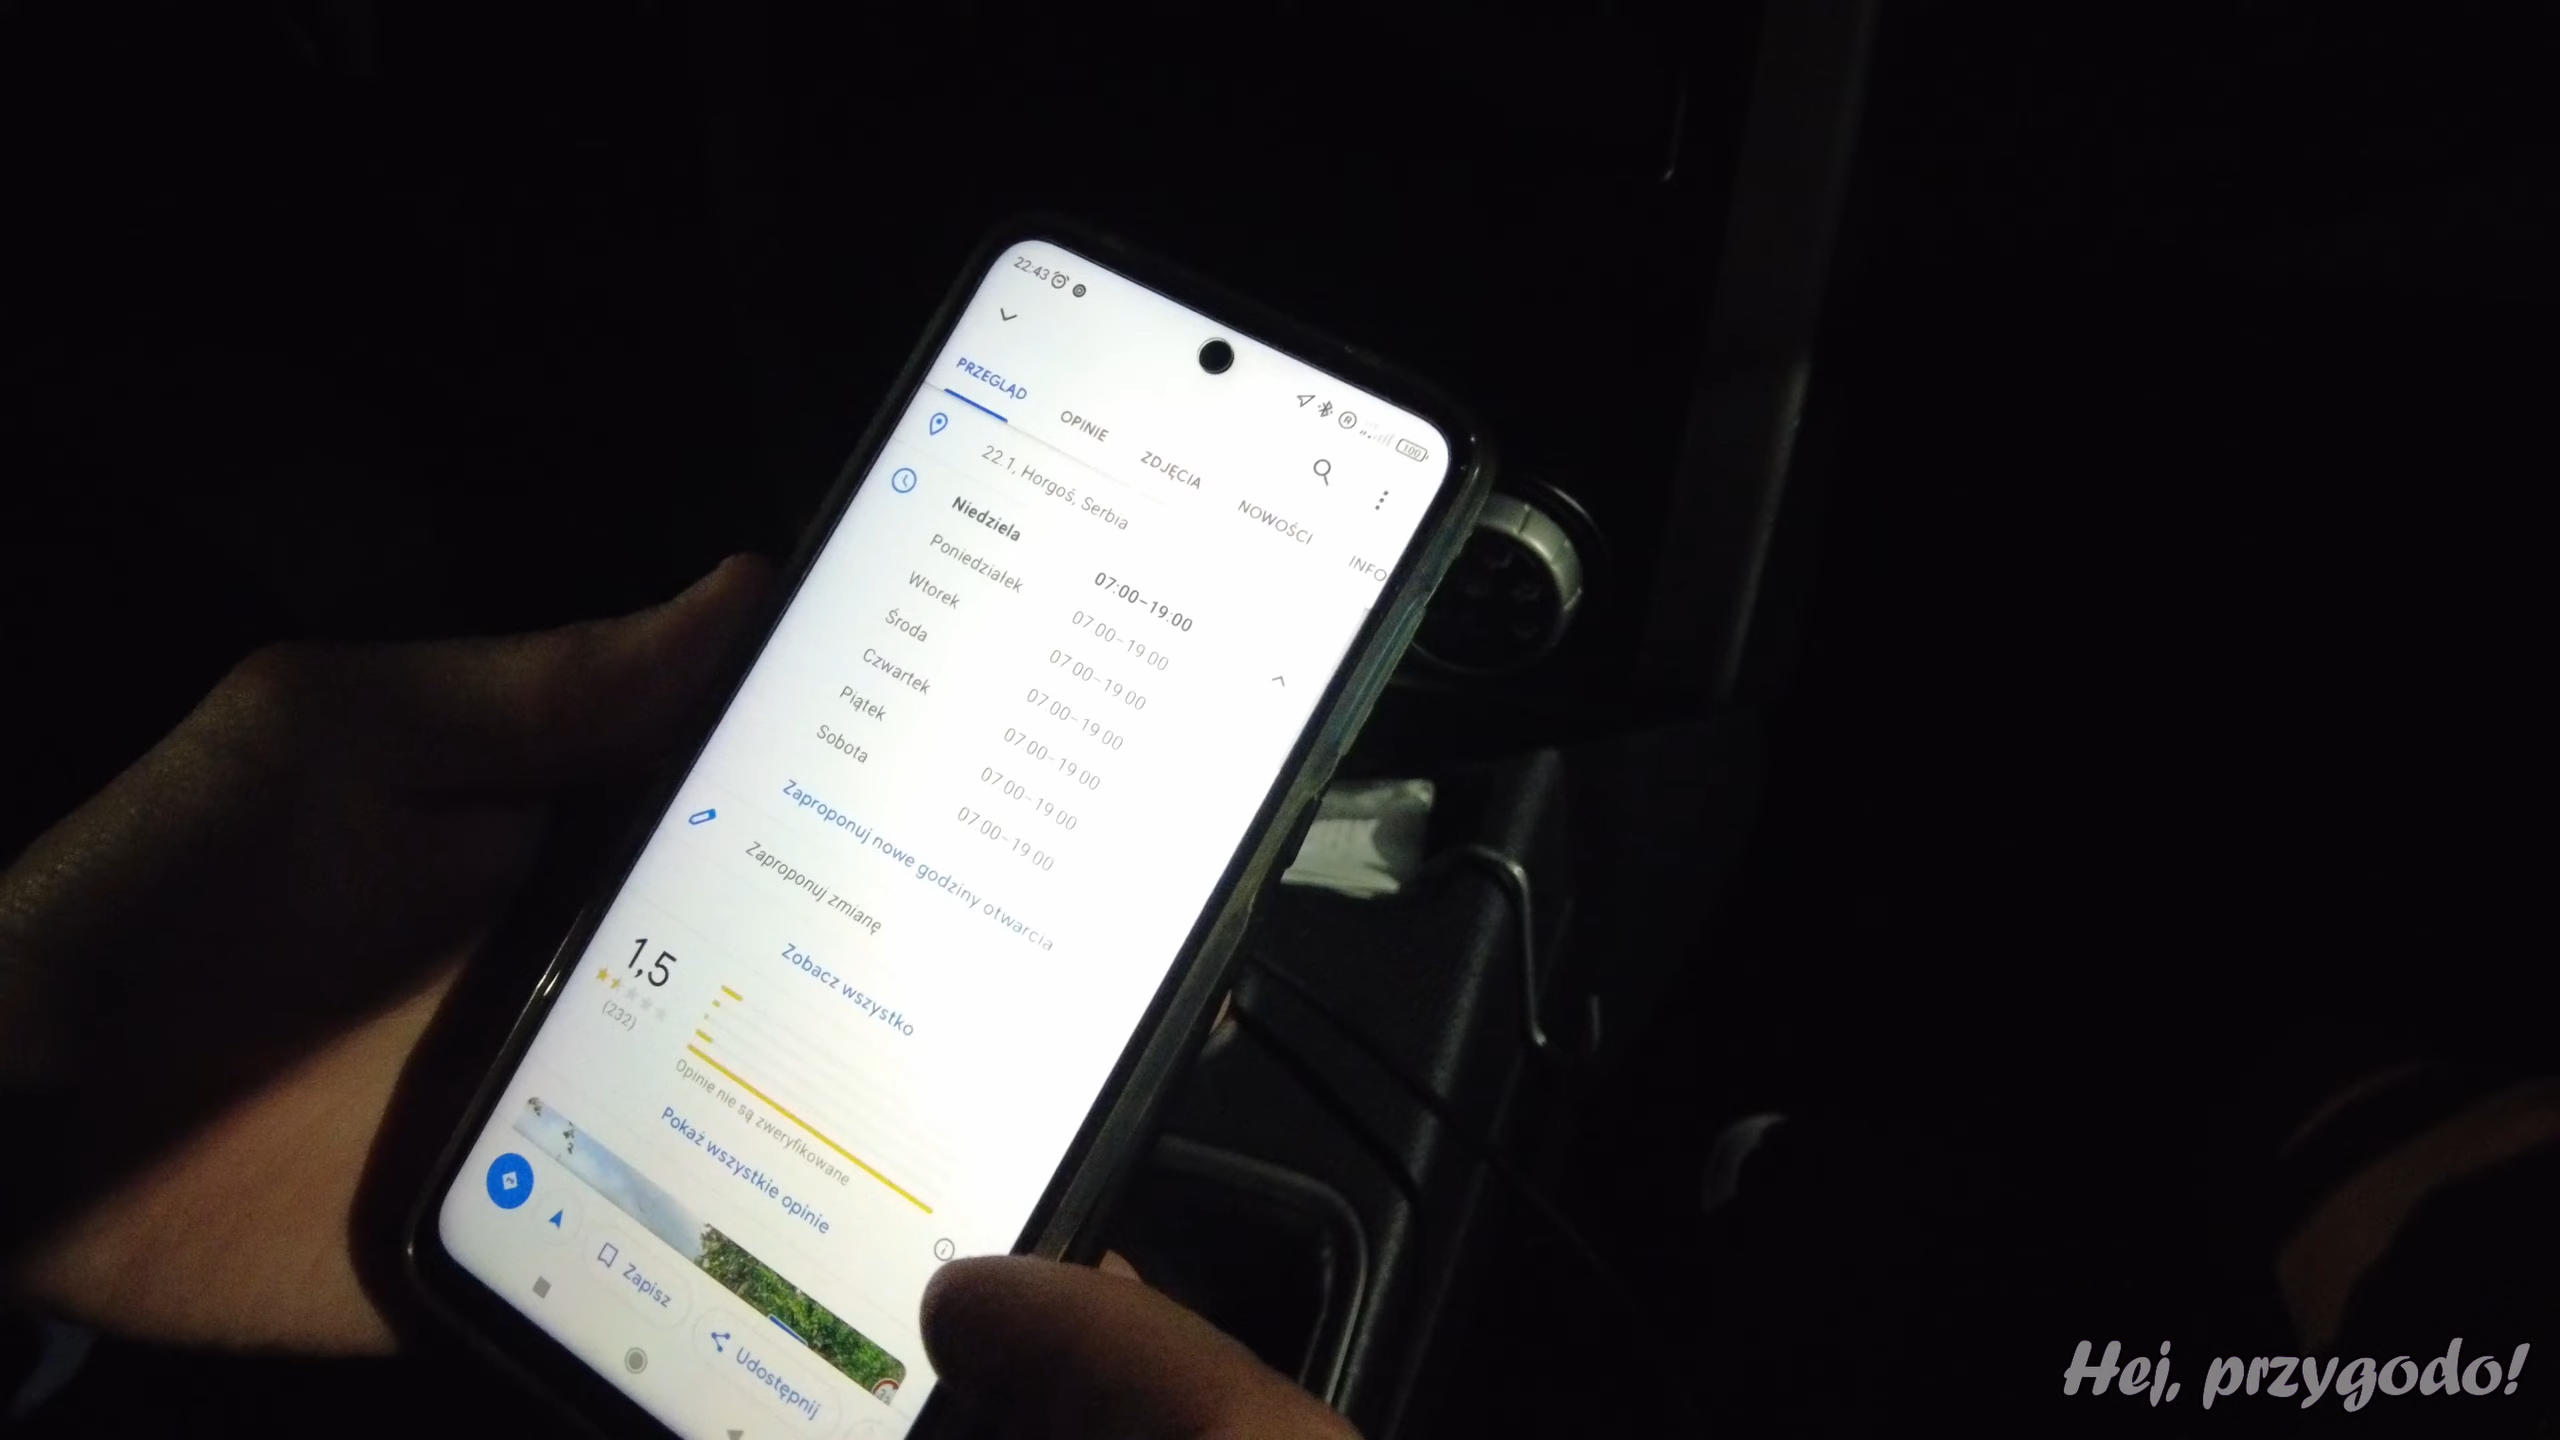 22:43
100
PRZEGLĄD OPINIE ZDJĘCIA NOWOŚCI INFO
22.1, Horgoš, Serbia
Niedziela 07:00–19:00
Poniedziałek 07:00–19:00
Wtorek 07:00–19:00
Środa 07:00–19:00
Czwartek 07:00–19:00
Piątek 07:00–19:00
Sobota 07:00–19:00
Zaproponuj nowe godziny otwarcia
Zaproponuj zmianę
Zobacz wszystko
1,5
(232)
Opinie nie są zweryfikowane
Pokaż wszystkie opinie
Zapisz
Udostępnij
Hej, przygodo!